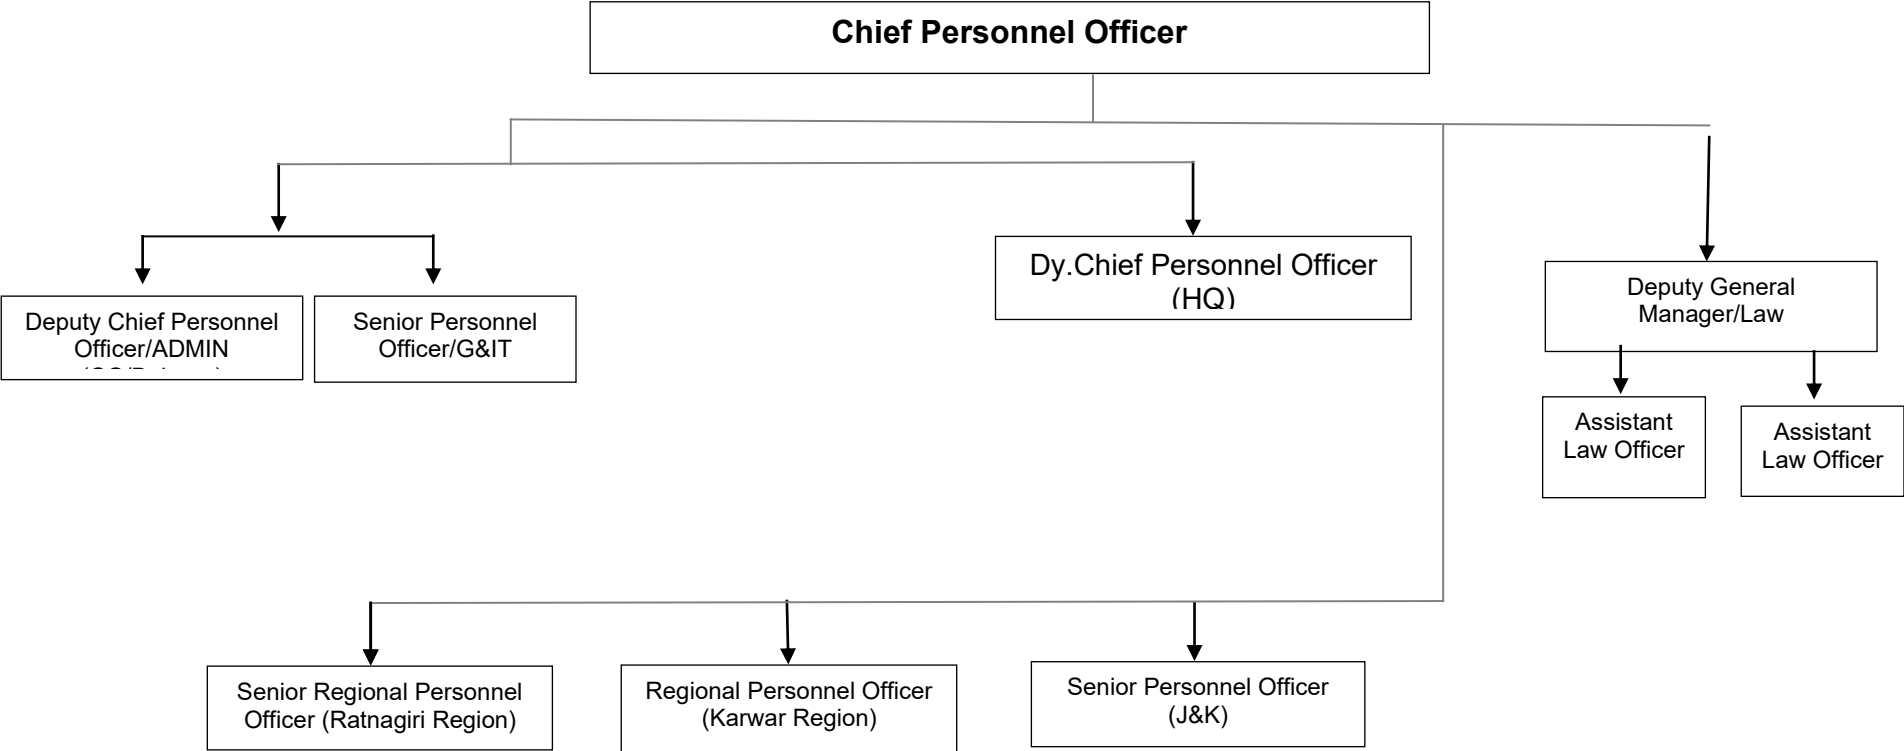 Chief Personnel Officer
Dy.Chief Personnel Officer
(HQ)
Deputy General
Manager/Law
Deputy Chief Personnel
Officer/ADMIN
Senior Personnel
Officer/G&IT
Assistant
Law Officer
Assistant
Law Officer
Senior Regional Personnel
Officer (Ratnagiri Region)
Regional Personnel Officer
(Karwar Region)
Senior Personnel Officer
(J&K)